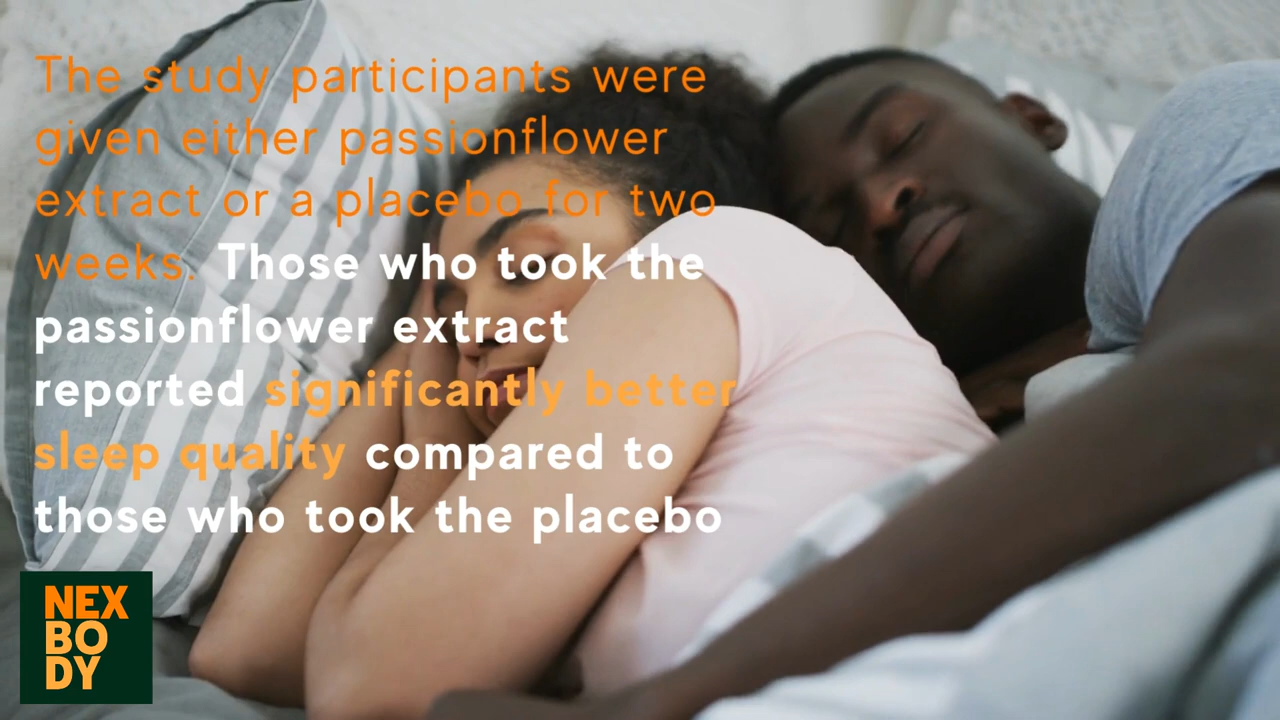 The study participants were
given either passionflower
extract or a placebo for two
weeks. Those who took the
passionflower extract
reported significantly better
sleep quality compared to
those who took the placebo
NEX
BO
DY